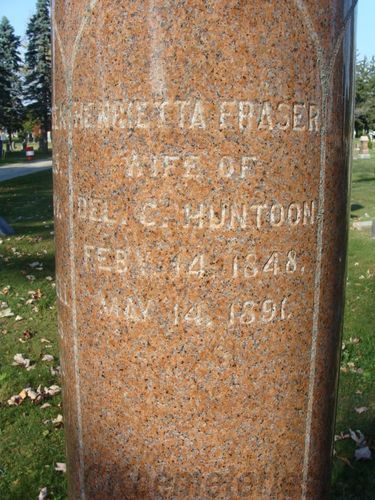 HENRIETTA FRASER
WIFE OF
DEL. C. HUNTOON
FEBY. 14. 1848.
MAY 14. 1891.